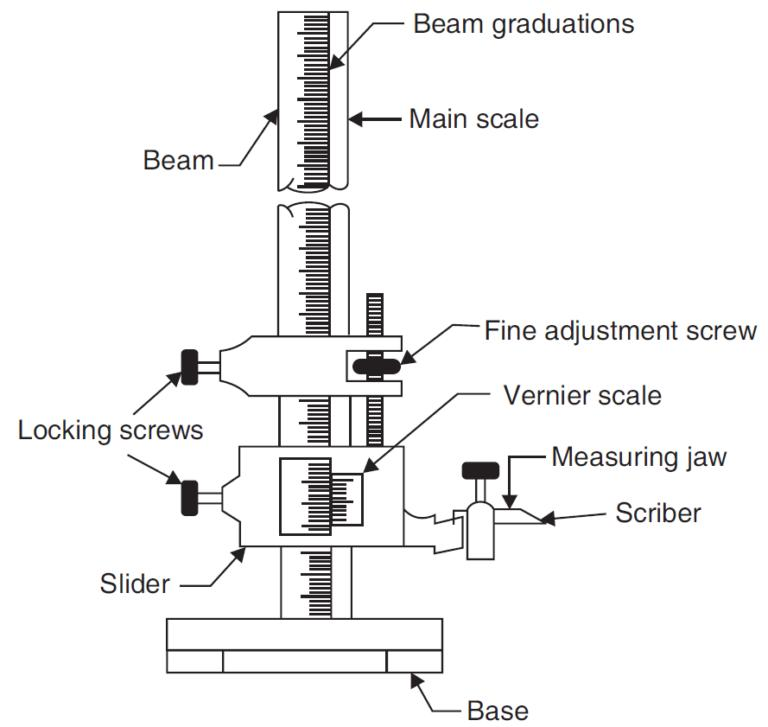 Beam graduations
Main scale
Beam
Fine adjustment screw
Vernier scale
Locking screws
Measuring jaw
Scriber
Slider
Base